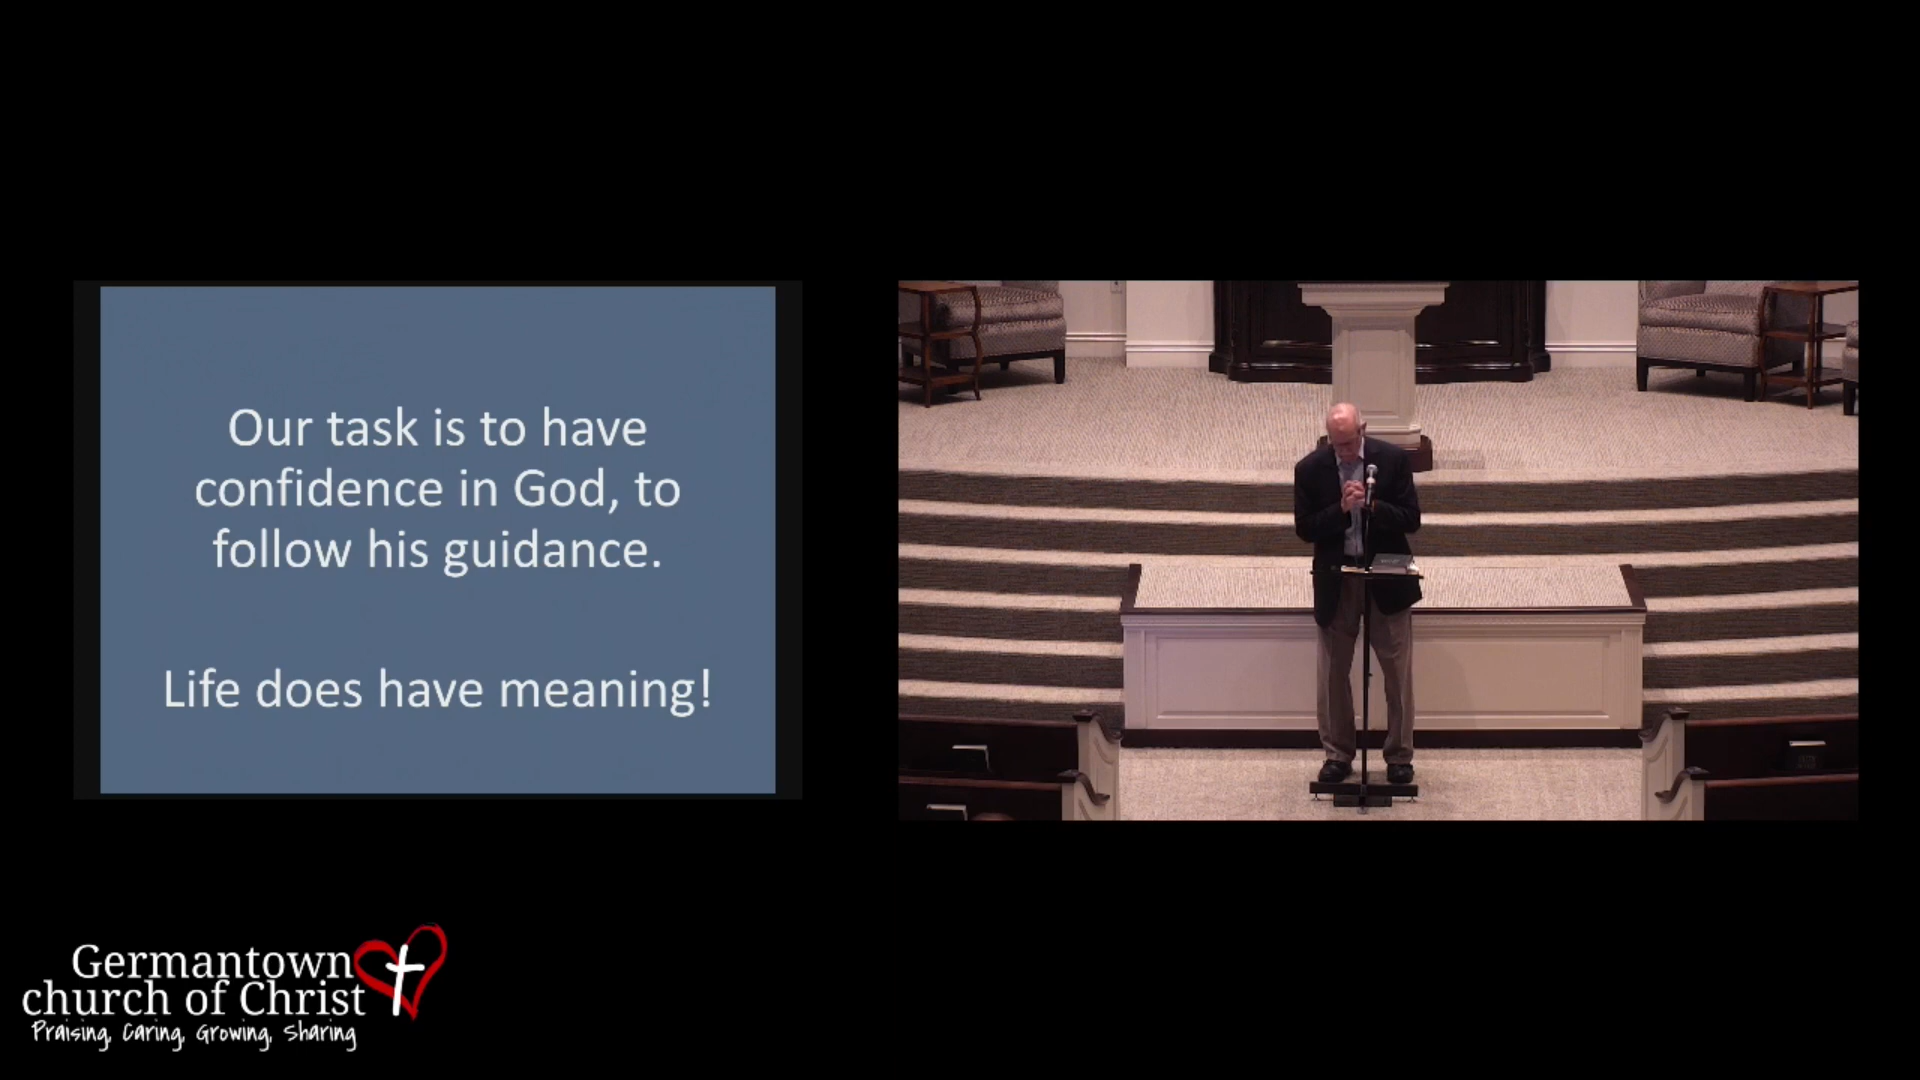 Our task is to have
confidence in God, to
follow his guidance.
Life does have meaning!
Germantown
church of Christ
Praising, Caring, Growing, Sharing